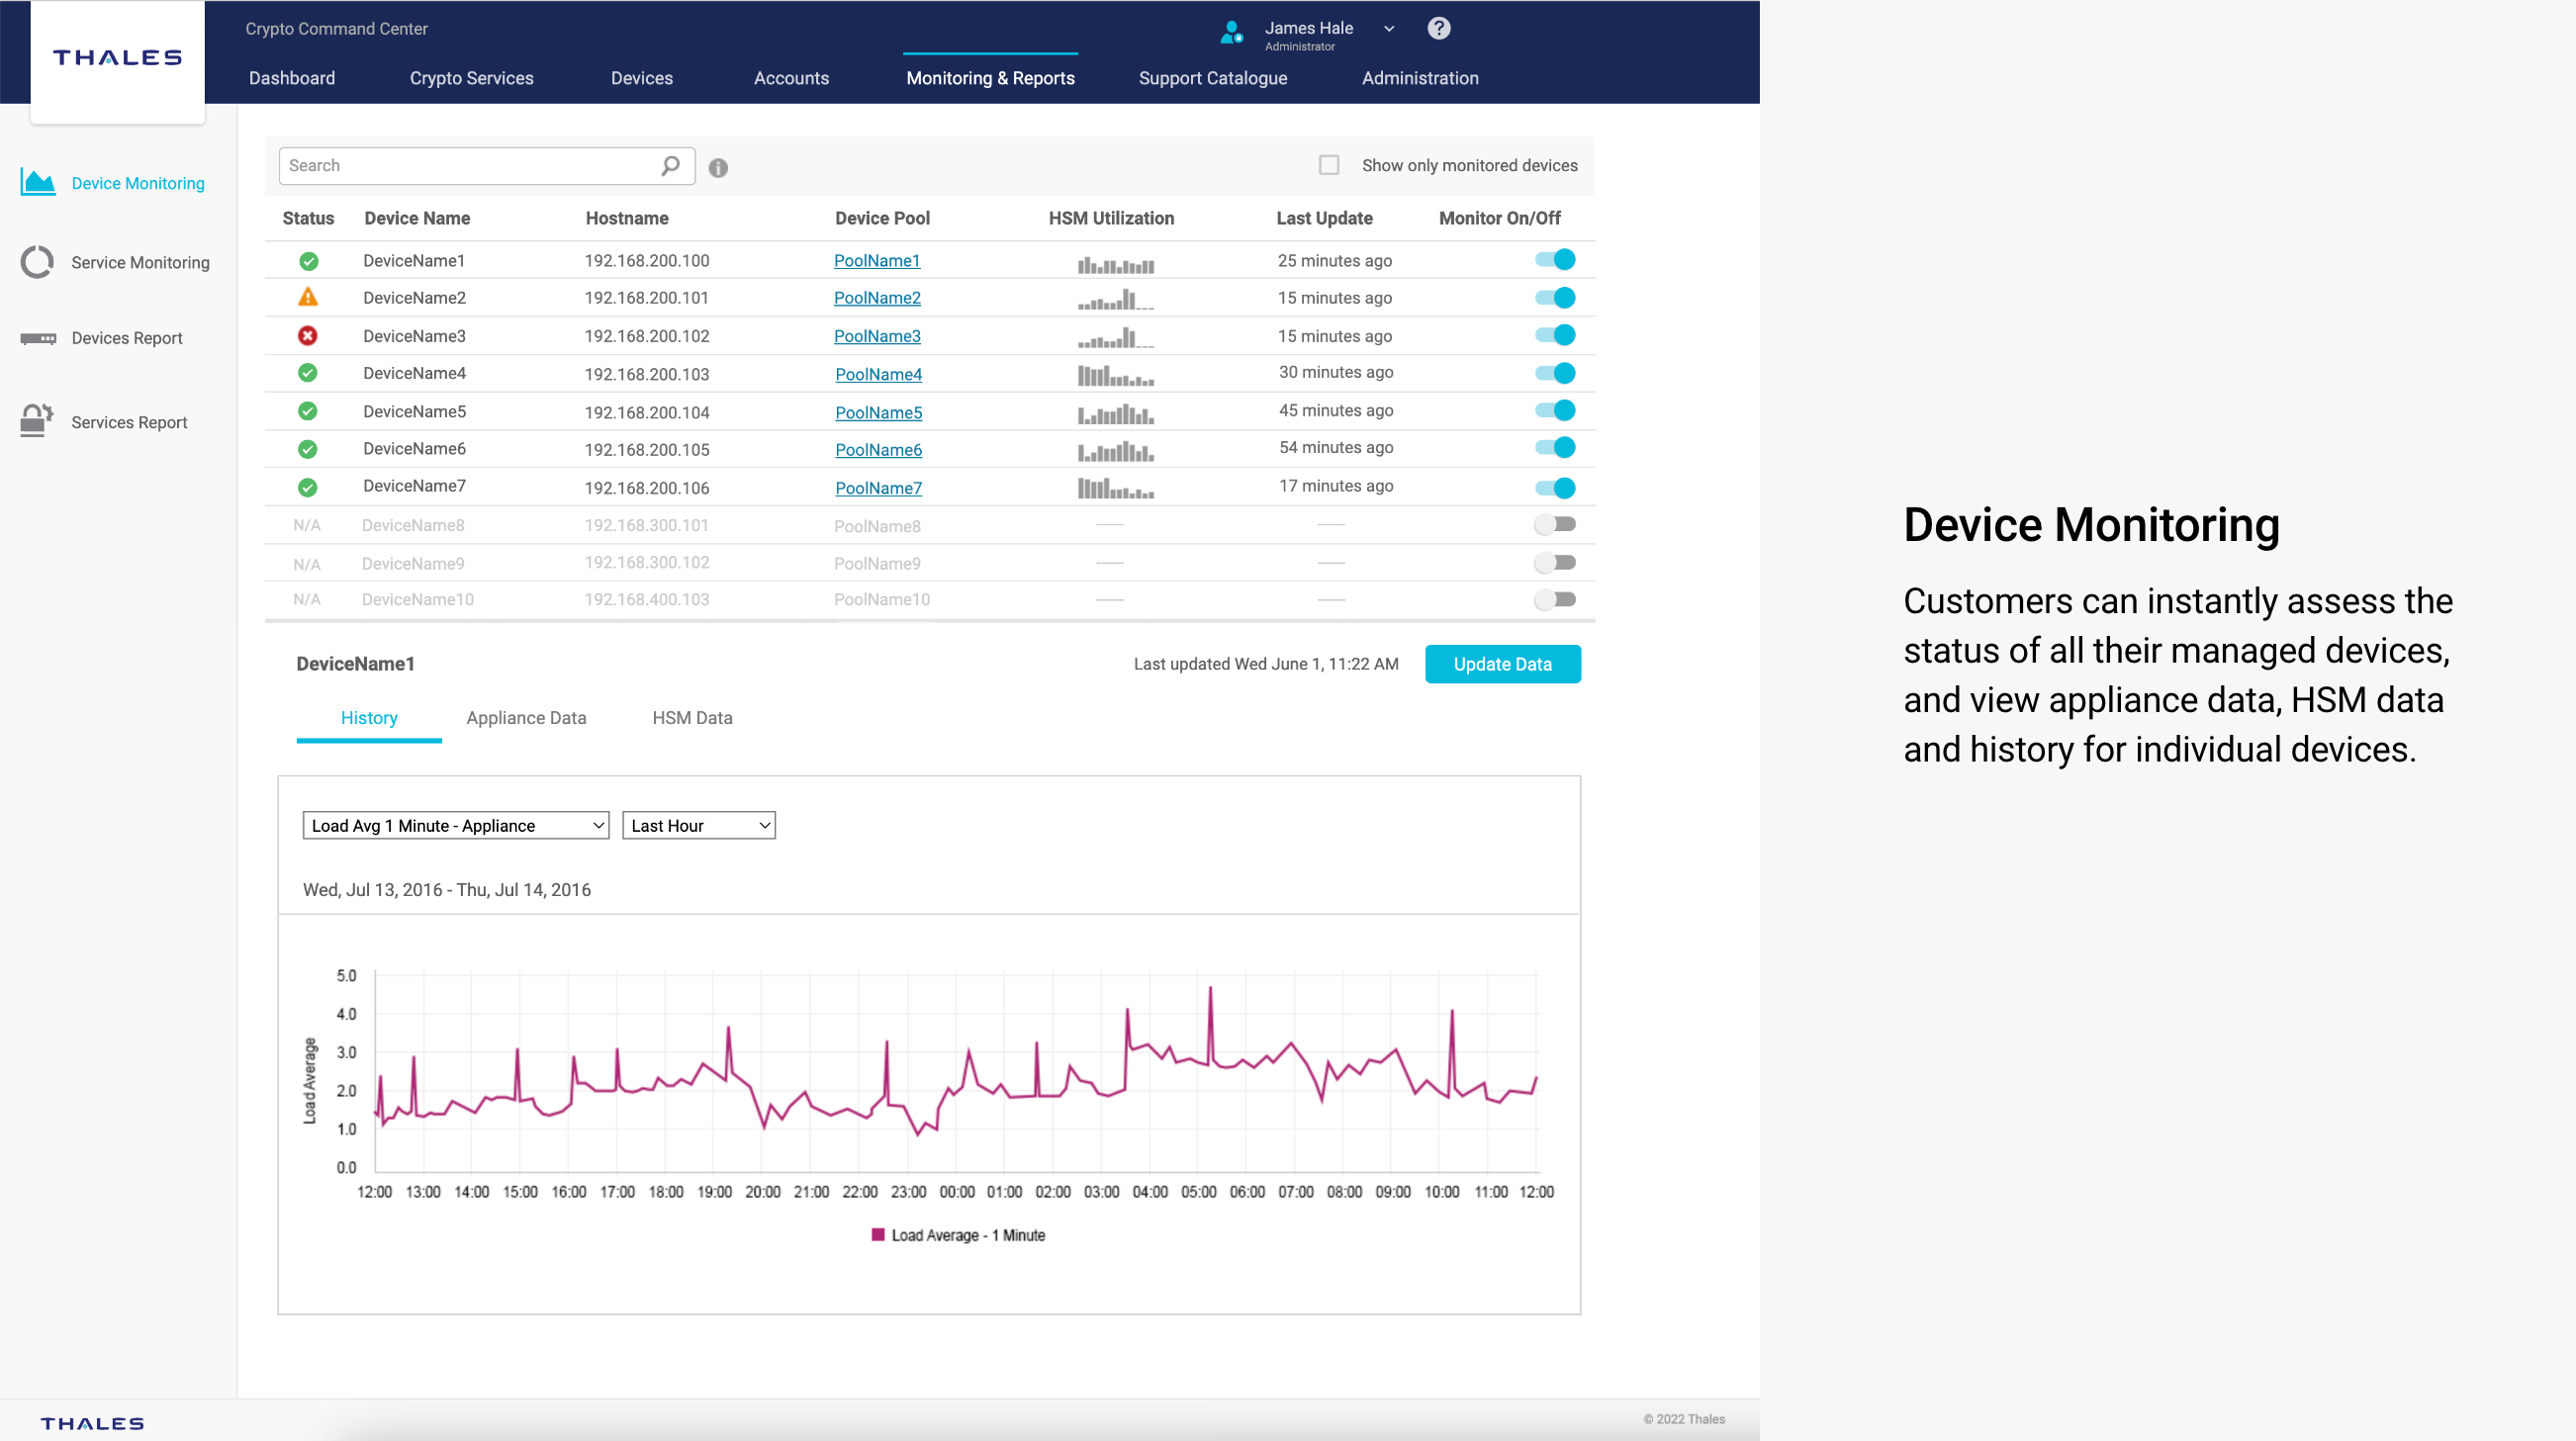 THALES
Crypto Command Center
James Hale
Administrator
Dashboard Crypto Services Devices Accounts Monitoring & Reports Support Catalogue Administration
Device Monitoring
Service Monitoring
Devices Report
Services Report
Search Show only monitored devices
Status Device Name Hostname Device Pool HSM Utilization Last Update Monitor On/Off
DeviceName1 192.168.200.100 PoolName1 25 minutes ago
DeviceName2 192.168.200.101 PoolName2 15 minutes ago
DeviceName3 192.168.200.102 PoolName3 15 minutes ago
DeviceName4 192.168.200.103 PoolName4 30 minutes ago
DeviceName5 192.168.200.104 PoolName5 45 minutes ago
DeviceName6 192.168.200.105 PoolName6 54 minutes ago
DeviceName7 192.168.200.106 PoolName7 17 minutes ago
N/A DeviceName8 192.168.300.101 PoolName8 ------ ------
N/A DeviceName9 192.168.300.102 PoolName9 ------ ------
N/A DeviceName10 192.168.400.103 PoolName10 ------ ------
DeviceName1 Last updated Wed June 1, 11:22 AM Update Data
History Appliance Data HSM Data
Load Avg 1 Minute - Appliance Last Hour
Wed, Jul 13, 2016 - Thu, Jul 14, 2016
Load Average
5.0
4.0
3.0
2.0
1.0
0.0
12:00 13:00 14:00 15:00 16:00 17:00 18:00 19:00 20:00 21:00 22:00 23:00 00:00 01:00 02:00 03:00 04:00 05:00 06:00 07:00 08:00 09:00 10:00 11:00 12:00
Load Average - 1 Minute
THALES
© 2022 Thales
Device Monitoring
Customers can instantly assess the
status of all their managed devices,
and view appliance data, HSM data
and history for individual devices.